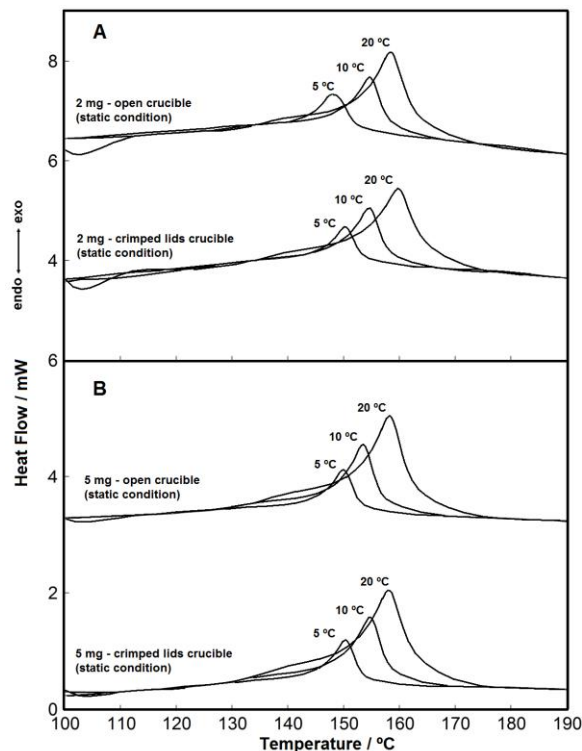 A
8
20 ºC
10 ºC
5 ºC
2 mg - open crucible
(static condition)
6
20 ºC
10 ºC
5 ºC
2 mg - crimped lids crucible
(static condition)
4
endo ⟷ exo
6
B
Heat Flow / mW
20 ºC
10 ºC
5 ºC
5 mg - open crucible
(static condition)
4
2
20 ºC
10 ºC
5 ºC
5 mg - crimped lids crucible
(static condition)
0
100 110 120 130 140 150 160 170 180 190
Temperature / ºC